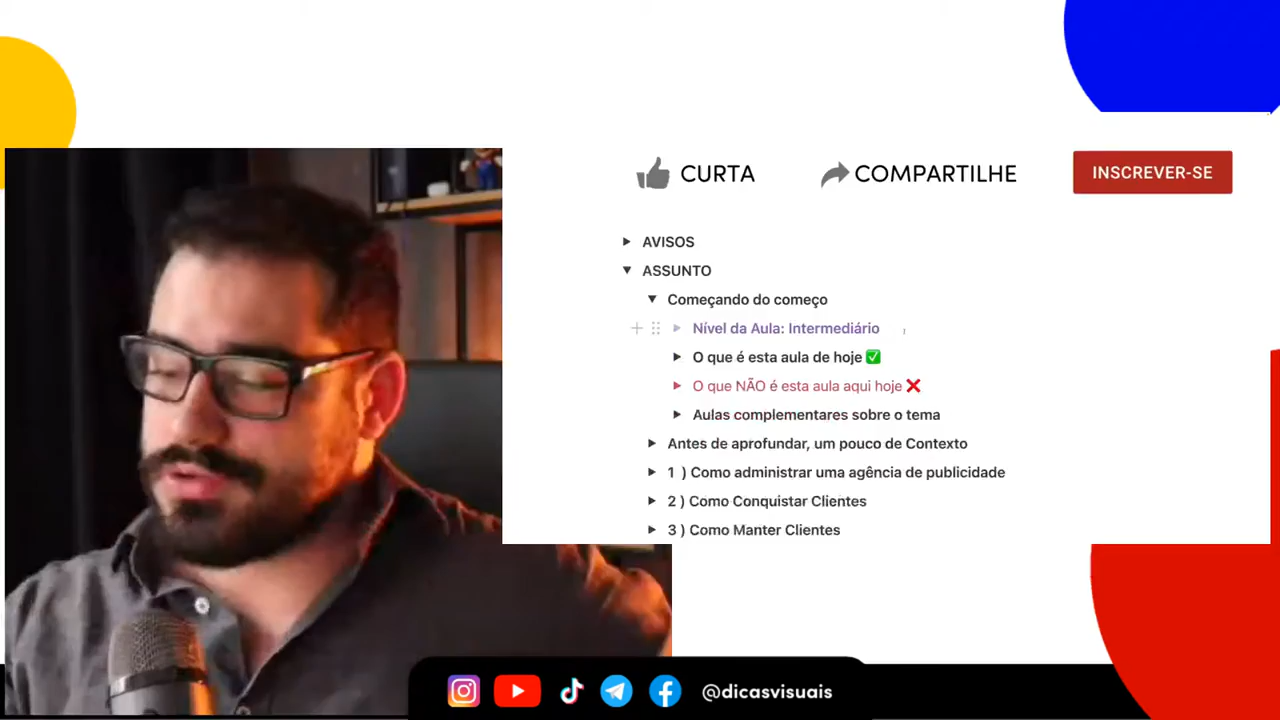 CURTA
COMPARTILHE
INSCREVER-SE
AVISOS
ASSUNTO
Começando do começo
Nível da Aula: Intermediário
O que é esta aula de hoje ✅
O que NÃO é esta aula aqui hoje ❌
Aulas complementares sobre o tema
Antes de aprofundar, um pouco de Contexto
1 ) Como administrar uma agência de publicidade
2 ) Como Conquistar Clientes
3 ) Como Manter Clientes
@dicasvisuais